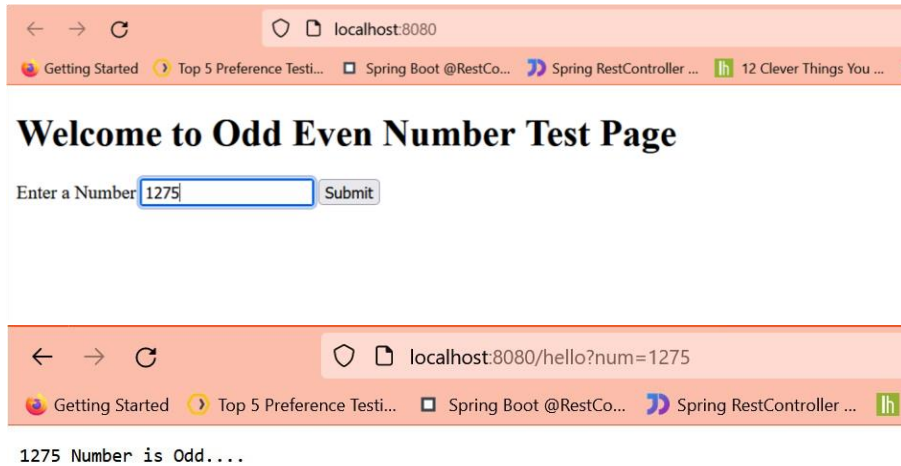 localhost:8080
Getting Started Top 5 Preference Testi... Spring Boot @RestCo... Spring RestController ... lh 12 Clever Things You ...
Welcome to Odd Even Number Test Page
Enter a Number 1275 Submit
localhost:8080/hello?num=1275
Getting Started Top 5 Preference Testi... Spring Boot @RestCo... Spring RestController ... lh
1275 Number is Odd....